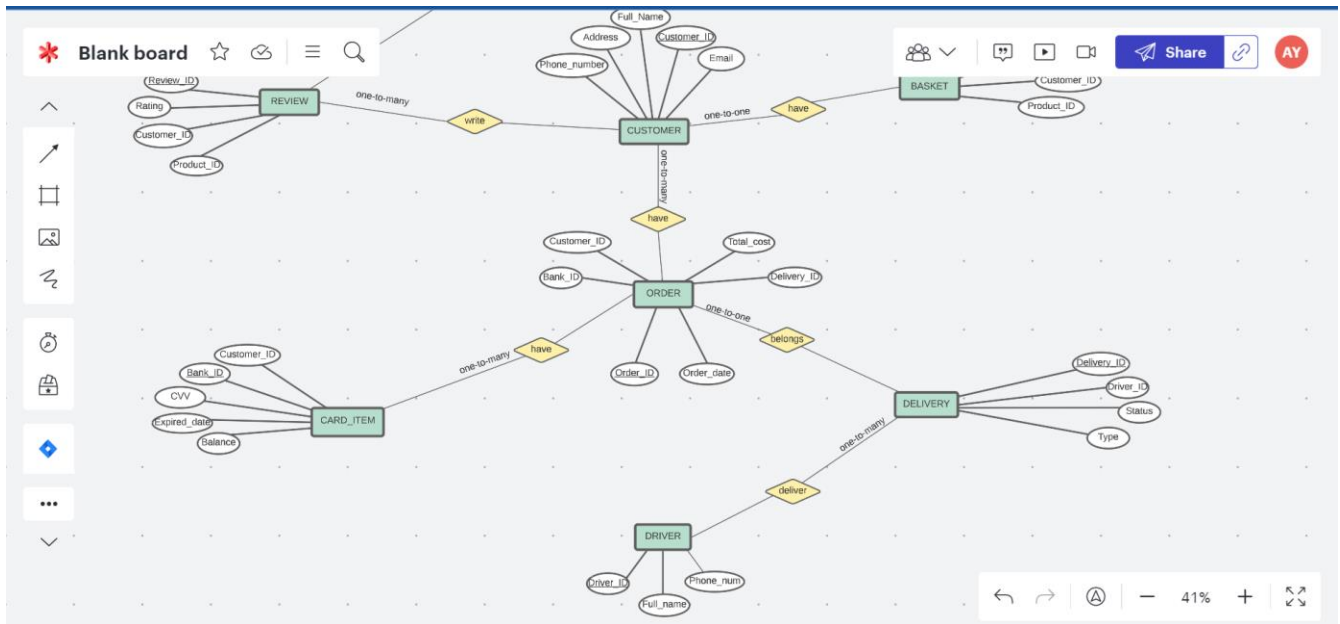 Blank board
Share
AY
Full_Name
Address
Customer_ID
Phone_number
Email
Review_ID
Rating
REVIEW
Customer_ID
Product_ID
one-to-many
write
CUSTOMER
one-to-one
have
BASKET
Customer_ID
Product_ID
one-to-many
have
Customer_ID
Total_cost
Bank_ID
Delivery_ID
ORDER
one-to-one
belongs
one-to-many
have
Order_ID
Order_date
Customer_ID
Bank_ID
CVV
Expired_date
Balance
CARD_ITEM
DELIVERY
Delivery_ID
Driver_ID
Status
Type
one-to-many
deliver
DRIVER
Driver_ID
Phone_num
Full_name
41%